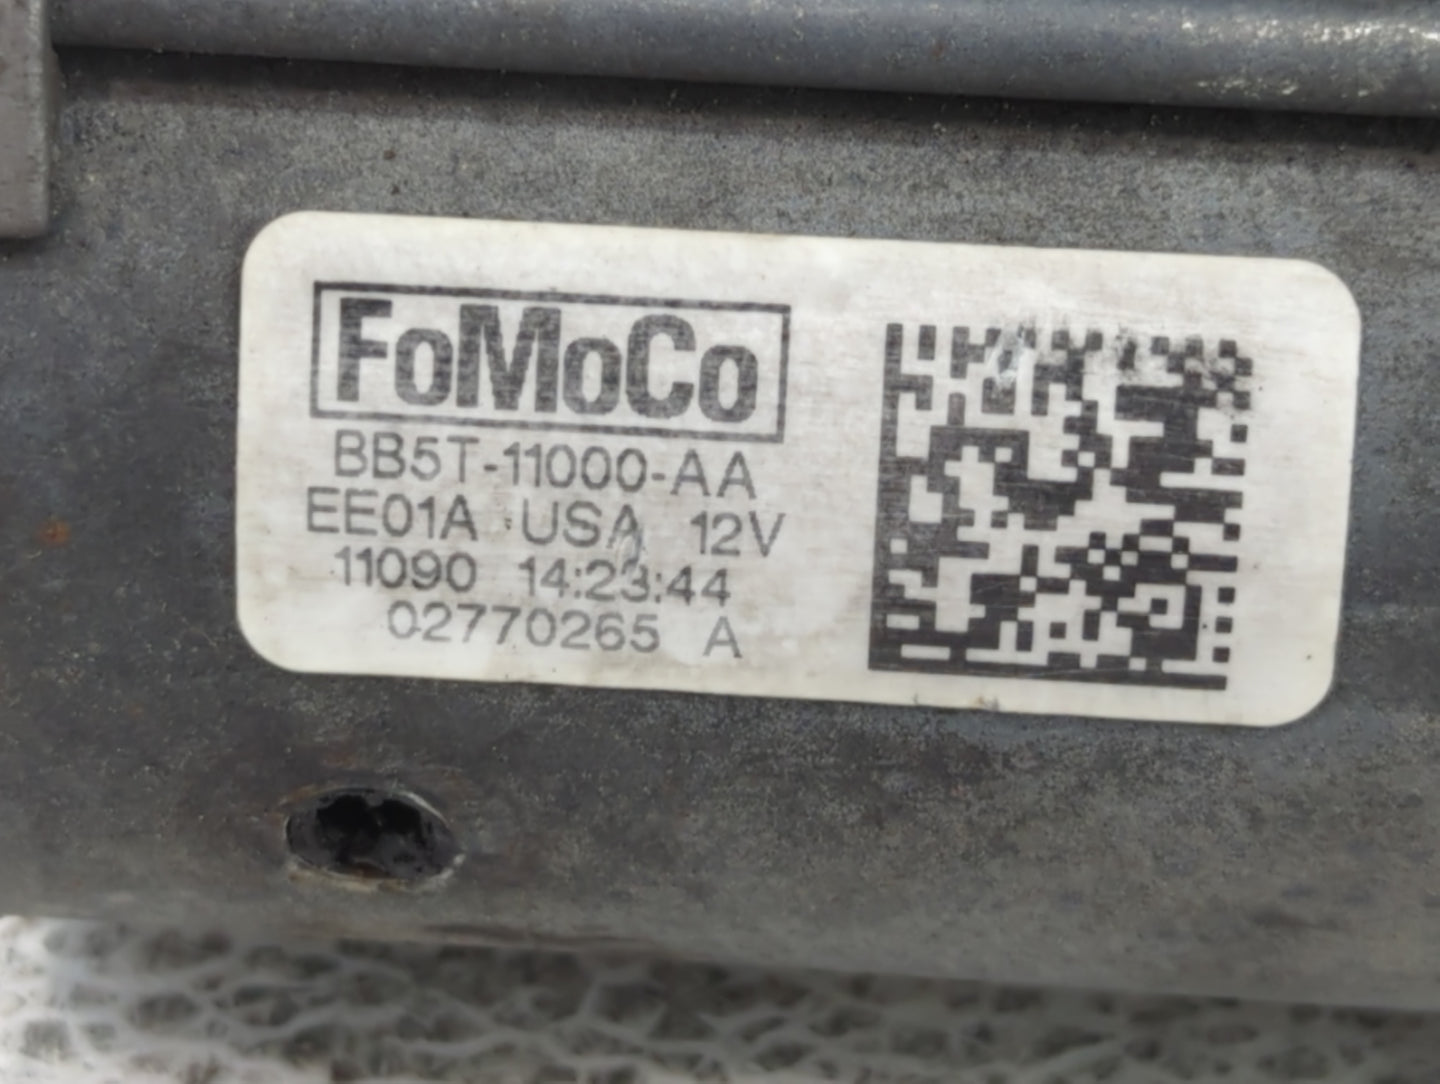 FoMoCo
BB5T-11000-AA
EE01A USA 12V
11090 14:23:44
02770265 A